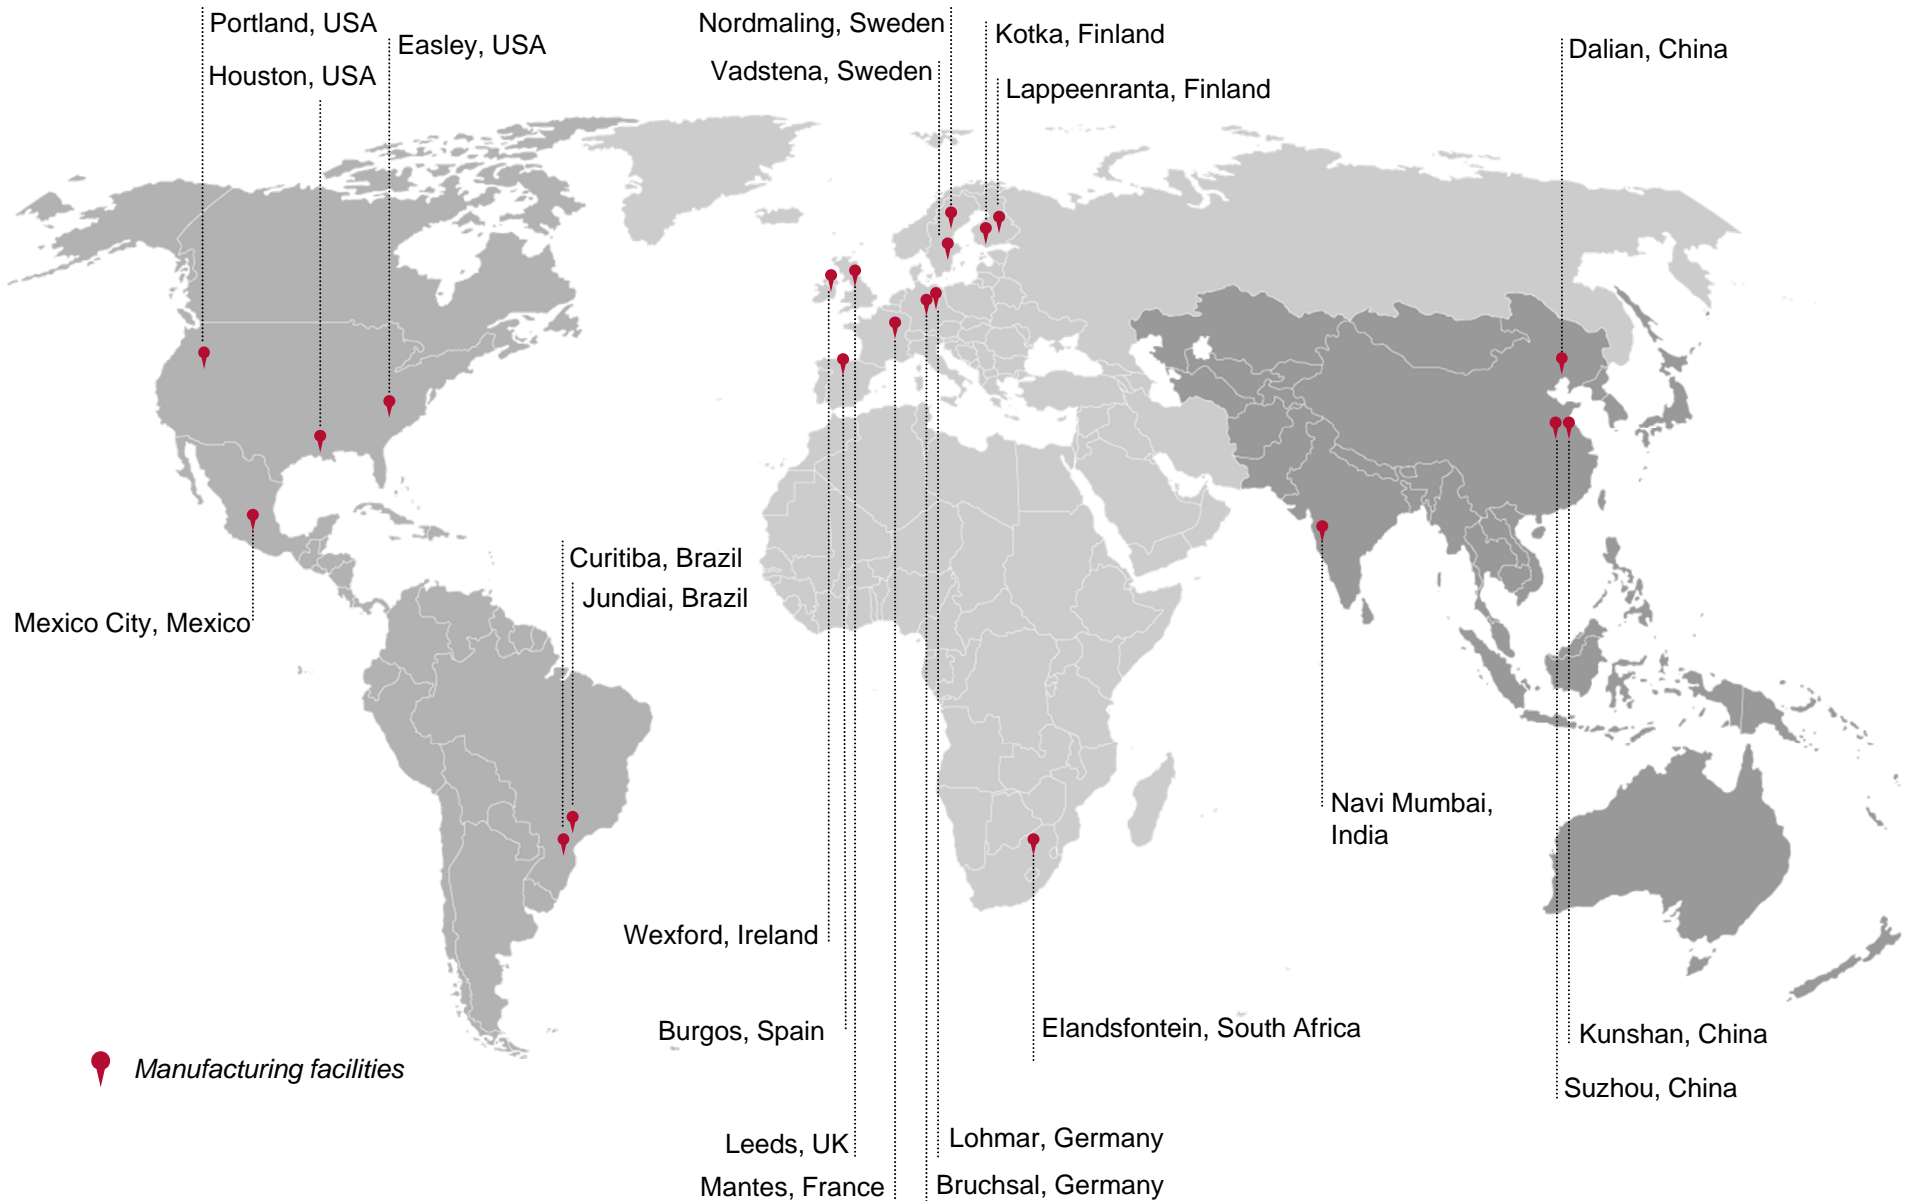 Portland, USA
Easley, USA
Houston, USA
Nordmaling, Sweden
Vadstena, Sweden
Kotka, Finland
Lappeenranta, Finland
Dalian, China
Mexico City, Mexico
Curitiba, Brazil
Jundiai, Brazil
Navi Mumbai,
India
Wexford, Ireland
Burgos, Spain
Elandsfontein, South Africa
Kunshan, China
Suzhou, China
Manufacturing facilities
Leeds, UK
Lohmar, Germany
Mantes, France
Bruchsal, Germany